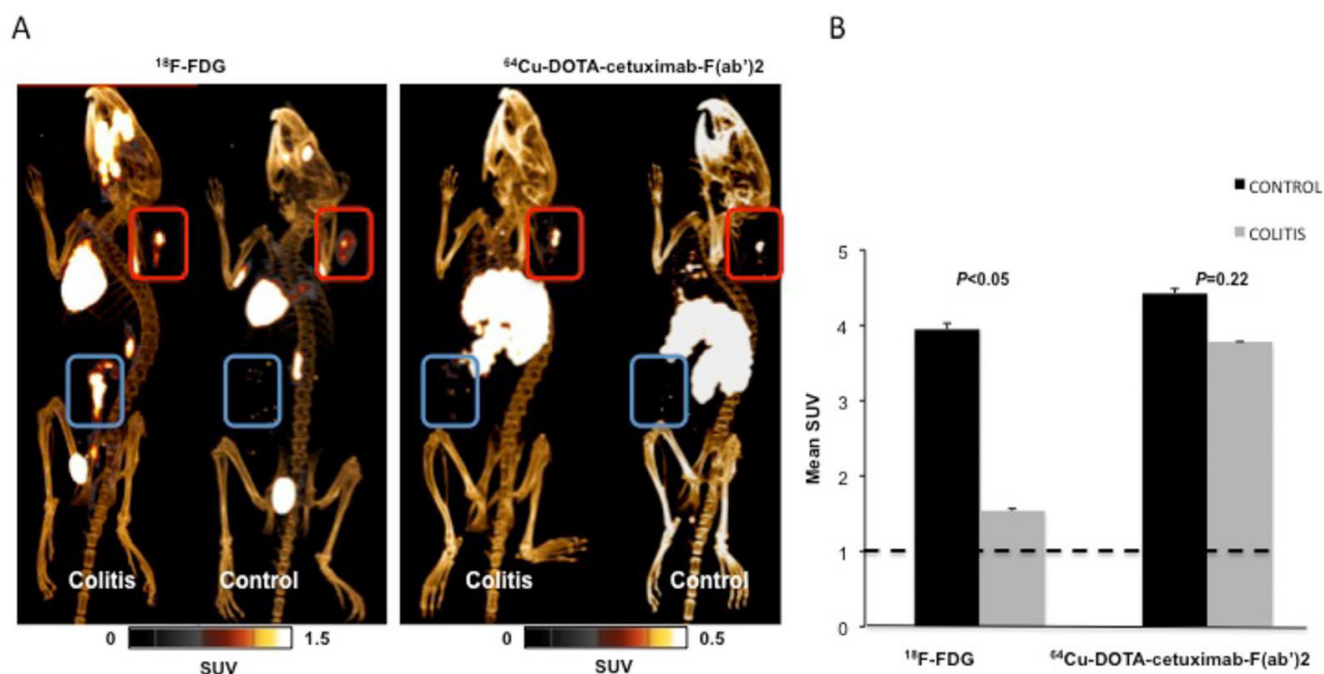 A
B
¹⁸F-FDG
⁶⁴Cu-DOTA-cetuximab-F(ab’)2
Colitis
Control
Colitis
Control
0
1.5
SUV
0
0.5
SUV
CONTROL
COLITIS
5
4
3
2
1
0
Mean SUV
P<0.05
P=0.22
¹⁸F-FDG
⁶⁴Cu-DOTA-cetuximab-F(ab’)2